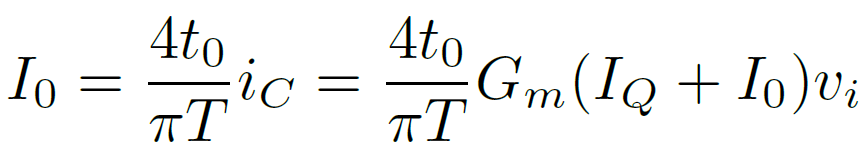 $I_0 = \frac{4t_0}{\pi T} i_C = \frac{4t_0}{\pi T} G_m (I_Q + I_0) v_i$